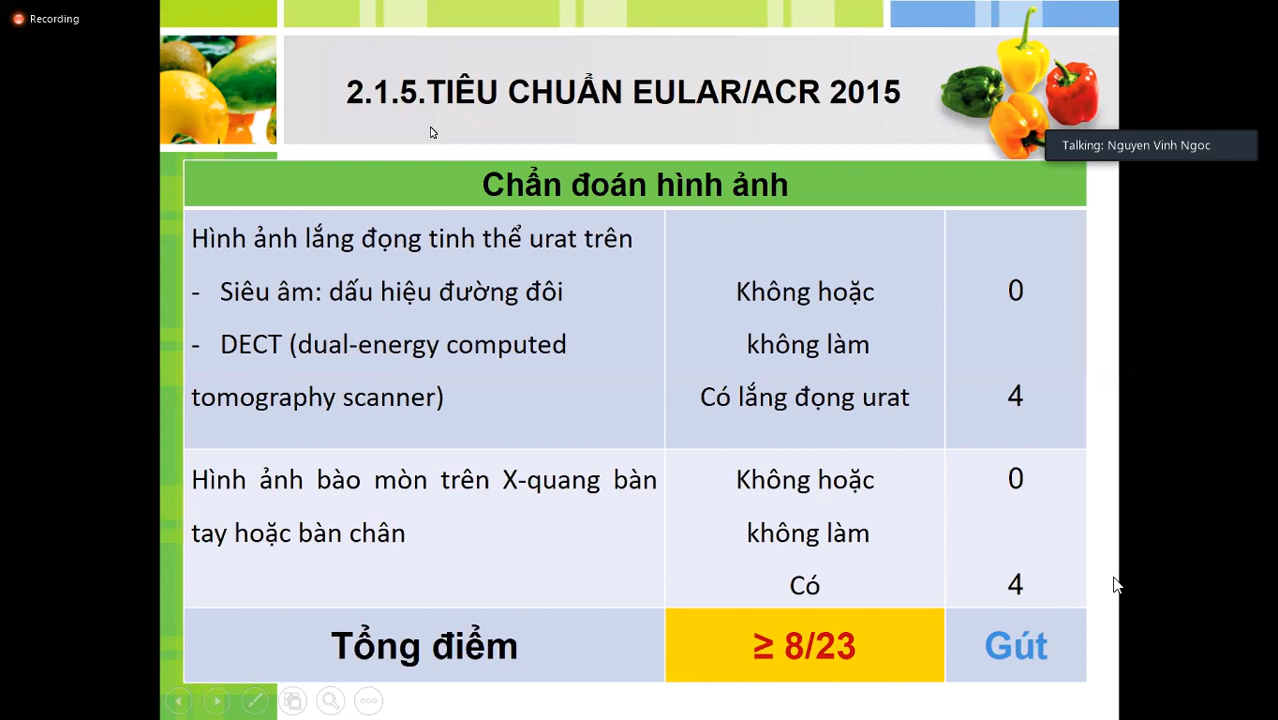 Recording
2.1.5.TIÊU CHUẨN EULAR/ACR 2015
Talking: Nguyen Vinh Ngoc
Chẩn đoán hình ảnh
Hình ảnh lắng đọng tinh thể urat trên
- Siêu âm: dấu hiệu đường đôi
- DECT (dual-energy computed
tomography scanner)
Không hoặc
không làm
Có lắng đọng urat
0
4
Hình ảnh bào mòn trên X-quang bàn
tay hoặc bàn chân
Không hoặc
không làm
Có
0
4
Tổng điểm
≥ 8/23
Gút